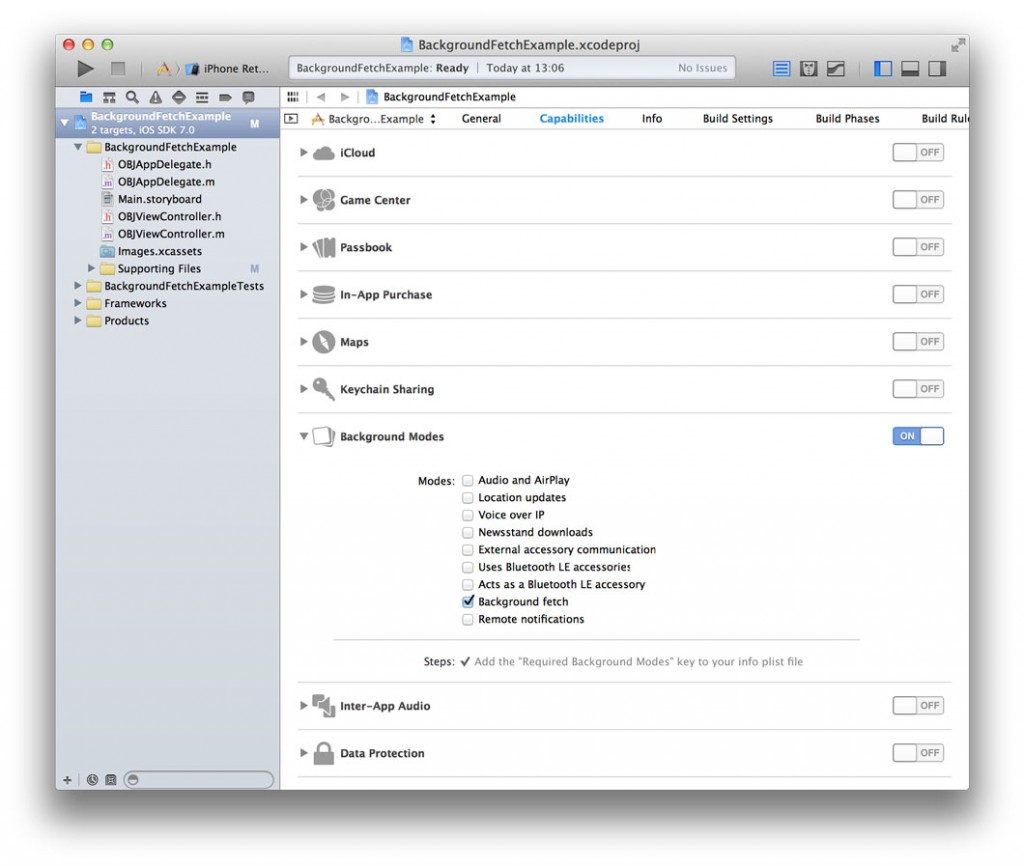 BackgroundFetchExample.xcodeproj
iPhone Ret...
BackgroundFetchExample: Ready | Today at 13:06
No Issues
BackgroundFetchExample
2 targets, iOS SDK 7.0
M
BackgroundFetchExample
OBJAppDelegate.h
OBJAppDelegate.m
Main.storyboard
OBJViewController.h
OBJViewController.m
Images.xcassets
Supporting Files
M
BackgroundFetchExampleTests
Frameworks
Products
BackgroundFetchExample
Backgro...Example
General
Capabilities
Info
Build Settings
Build Phases
Build Rul
iCloud
OFF
Game Center
OFF
Passbook
OFF
In-App Purchase
OFF
Maps
OFF
Keychain Sharing
OFF
Background Modes
ON
Modes:
Audio and AirPlay
Location updates
Voice over IP
Newsstand downloads
External accessory communication
Uses Bluetooth LE accessories
Acts as a Bluetooth LE accessory
Background fetch
Remote notifications
Steps: ✓ Add the "Required Background Modes" key to your info plist file
Inter-App Audio
OFF
Data Protection
OFF